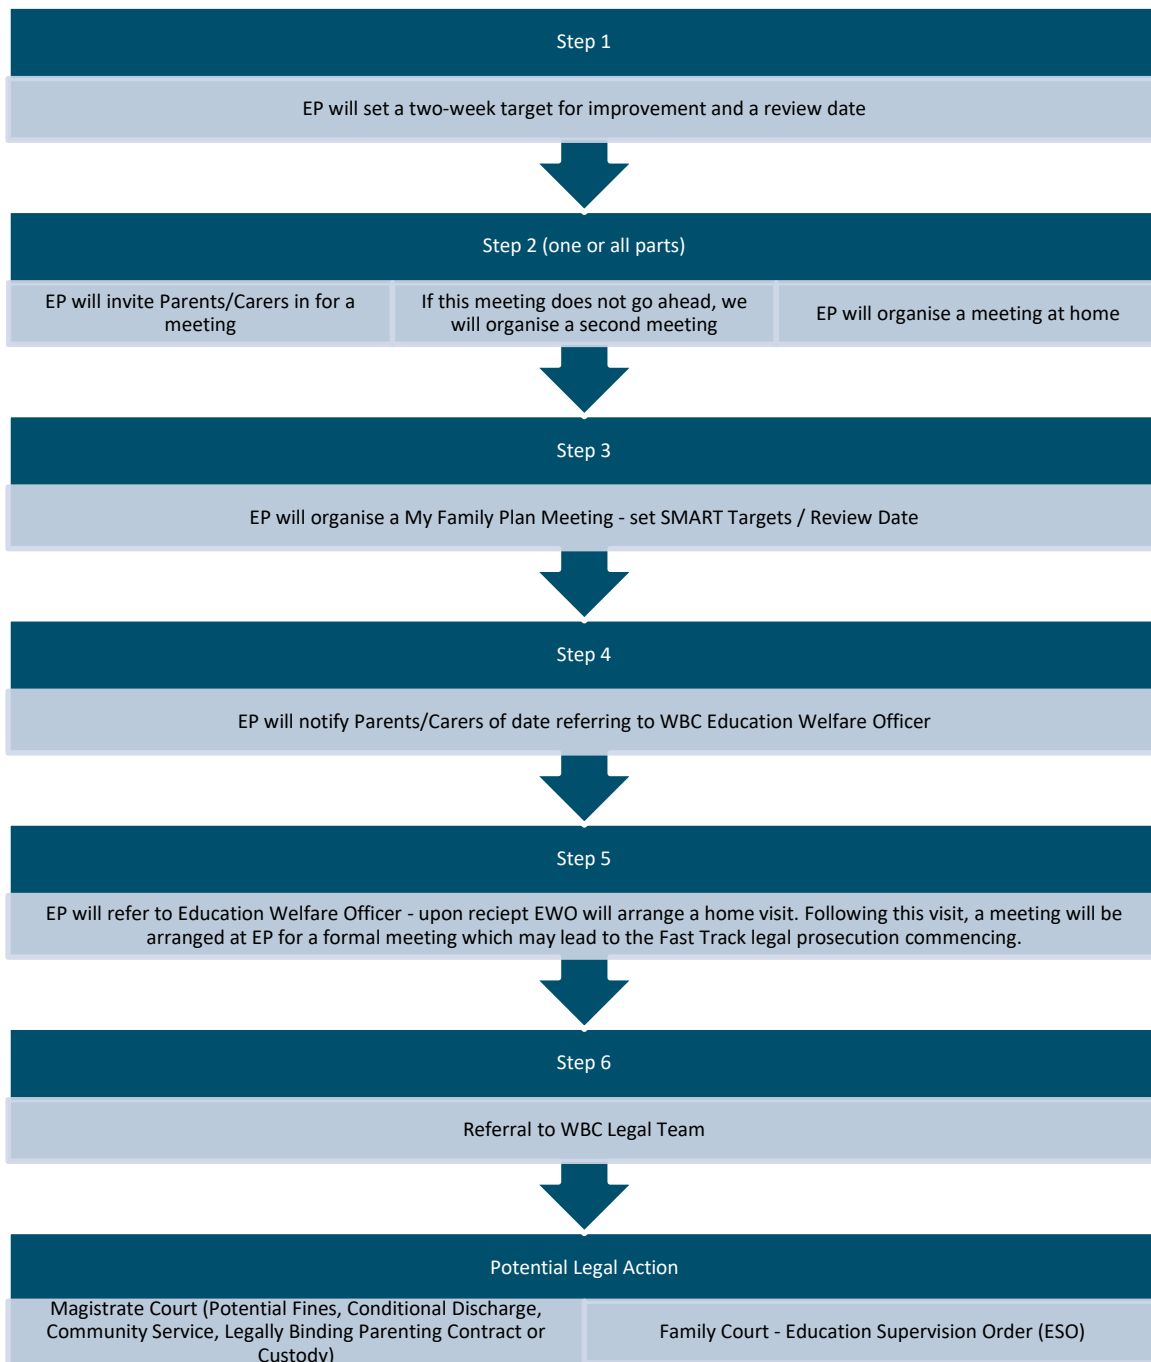 Step 1
EP will set a two-week target for improvement and a review date
Step 2 (one or all parts)
EP will invite Parents/Carers in for a
meeting
If this meeting does not go ahead, we
will organise a second meeting
EP will organise a meeting at home
Step 3
EP will organise a My Family Plan Meeting - set SMART Targets / Review Date
Step 4
EP will notify Parents/Carers of date referring to WBC Education Welfare Officer
Step 5
EP will refer to Education Welfare Officer - upon reciept EWO will arrange a home visit. Following this visit, a meeting will be
arranged at EP for a formal meeting which may lead to the Fast Track legal prosecution commencing.
Step 6
Referral to WBC Legal Team
Potential Legal Action
Magistrate Court (Potential Fines, Conditional Discharge,
Community Service, Legally Binding Parenting Contract or
Custody)
Family Court - Education Supervision Order (ESO)